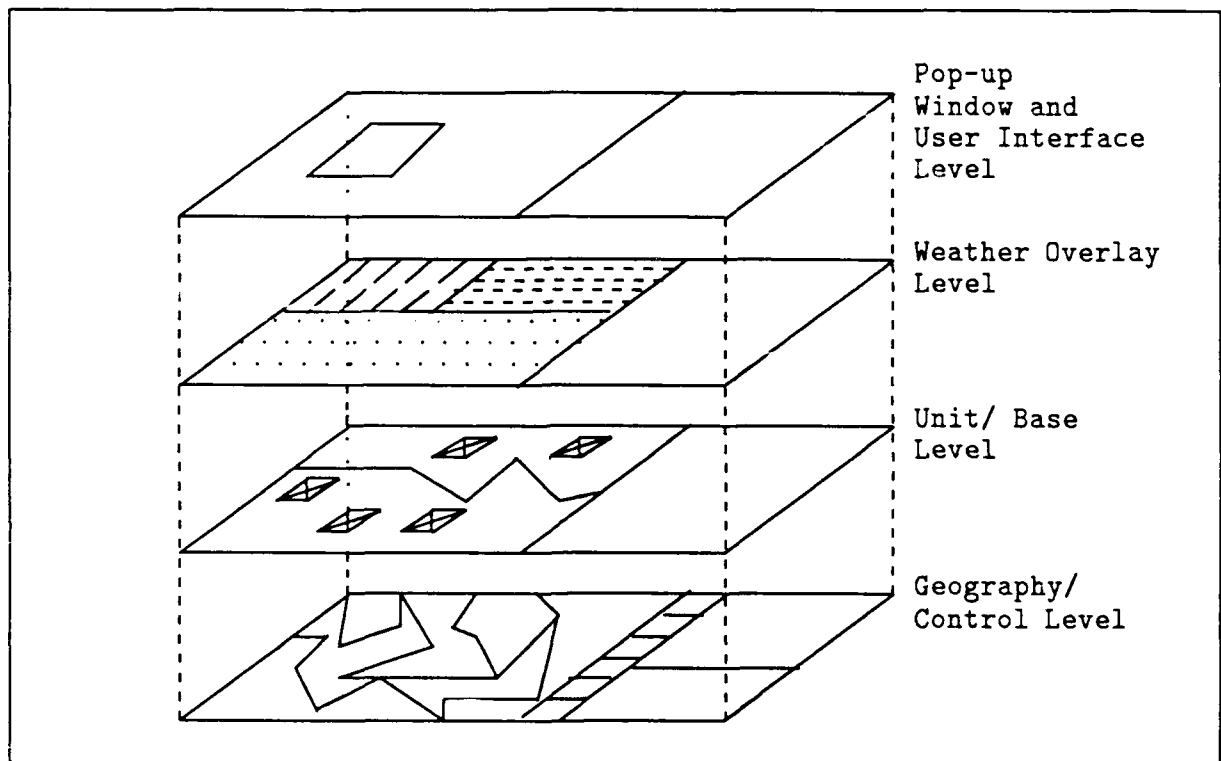 Pop-up
Window and
User Interface
Level
Weather Overlay
Level
Unit/ Base
Level
Geography/
Control Level